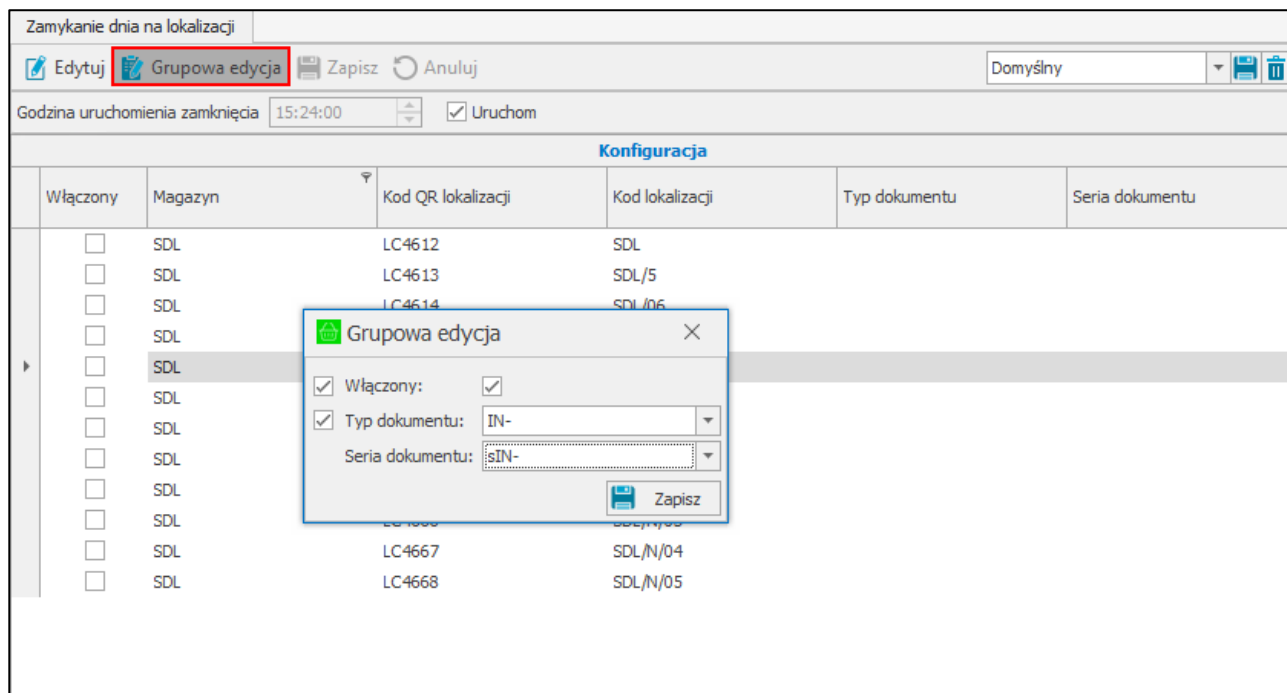 Zamykanie dnia na lokalizacji
Edytuj Grupowa edycja Zapisz Anuluj Domyślny
Godzina uruchomienia zamknięcia 15:24:00 Uruchom
Konfiguracja
Włączony Magazyn Kod QR lokalizacji Kod lokalizacji Typ dokumentu Seria dokumentu
SDL LC4612 SDL
SDL LC4613 SDL/5
SDL LC4614 SDL/06
SDL
SDL
SDL
SDL
SDL
SDL
SDL
SDL LC4667 SDL/N/04
SDL LC4668 SDL/N/05
Grupowa edycja
Włączony:
Typ dokumentu: IN-
Seria dokumentu: sIN-
Zapisz